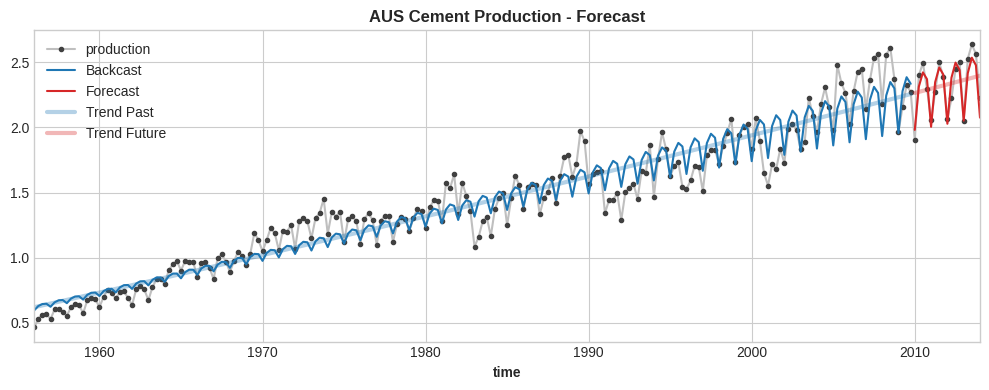 AUS Cement Production - Forecast
production
Backcast
Forecast
Trend Past
Trend Future
2.5
2.0
1.5
1.0
0.5
1960 1970 1980 1990 2000 2010
time